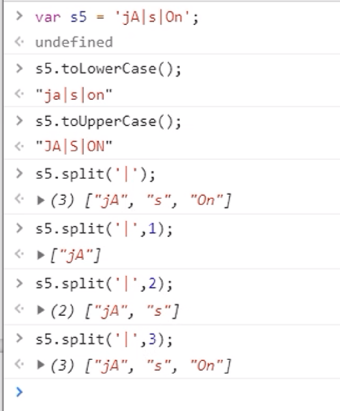 > var s5 = 'jA|s|On';
<· undefined
> s5.toLowerCase();
<· "ja|s|on"
> s5.toUpperCase();
<· "JA|S|ON"
> s5.split('|');
<· ▶(3) ["jA", "s", "On"]
> s5.split('|',1);
<· ▶["jA"]
> s5.split('|',2);
<· ▶(2) ["jA", "s"]
> s5.split('|',3);
<· ▶(3) ["jA", "s", "On"]
>